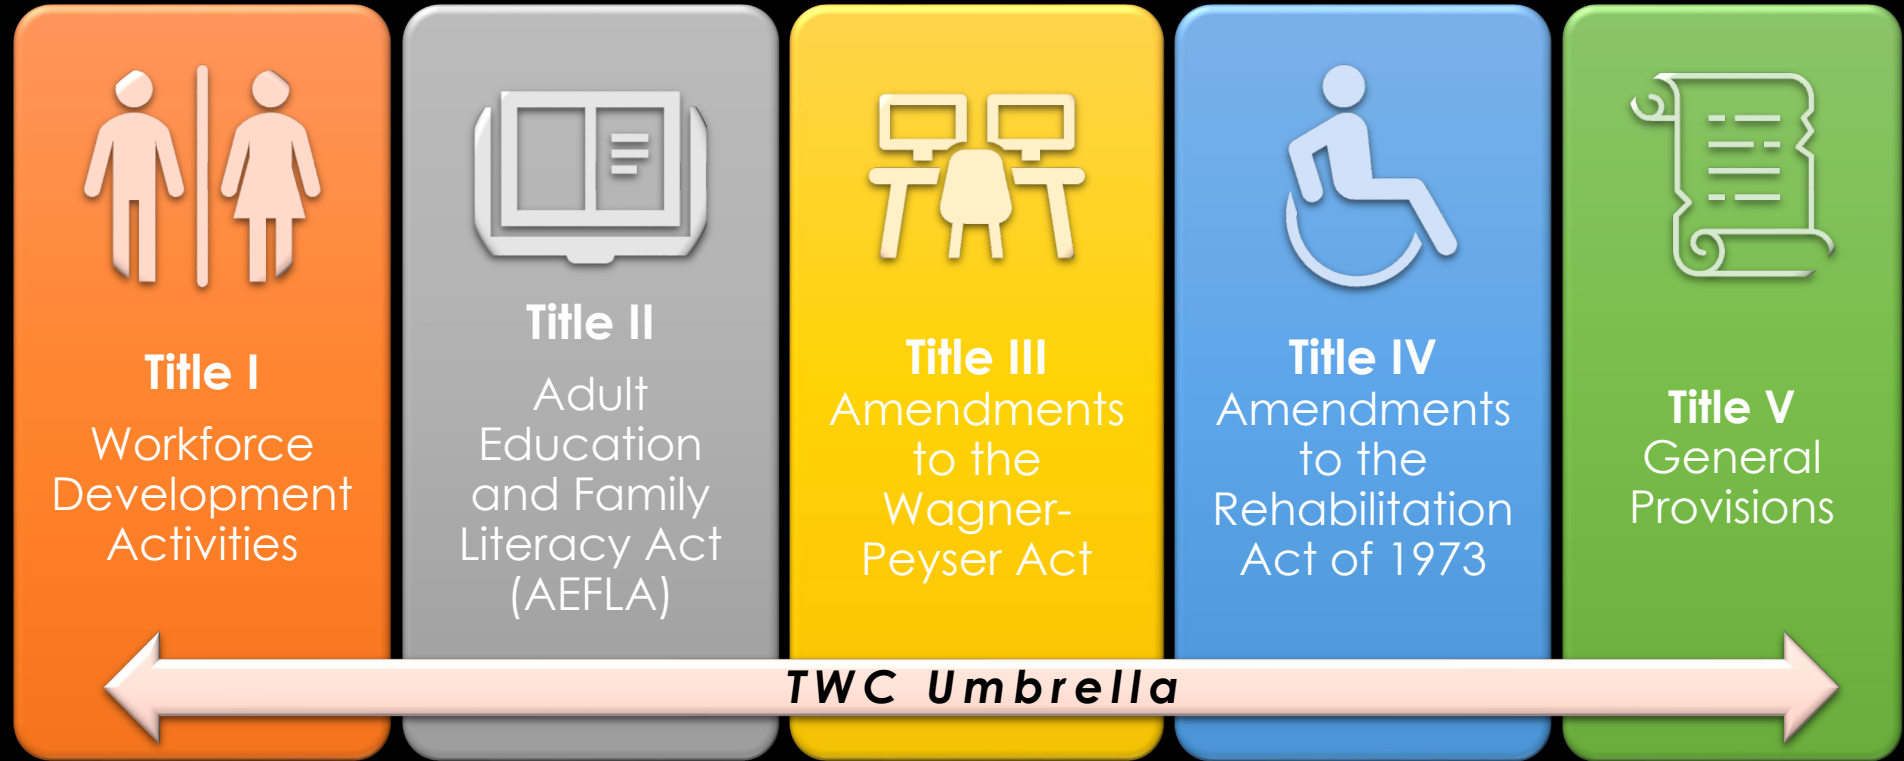 Title I
Workforce
Development
Activities
Title II
Adult
Education
and Family
Literacy Act
(AEFLA)
Title III
Amendments
to the
Wagner-
Peyser Act
Title IV
Amendments
to the
Rehabilitation
Act of 1973
Title V
General
Provisions
TWC Umbrella